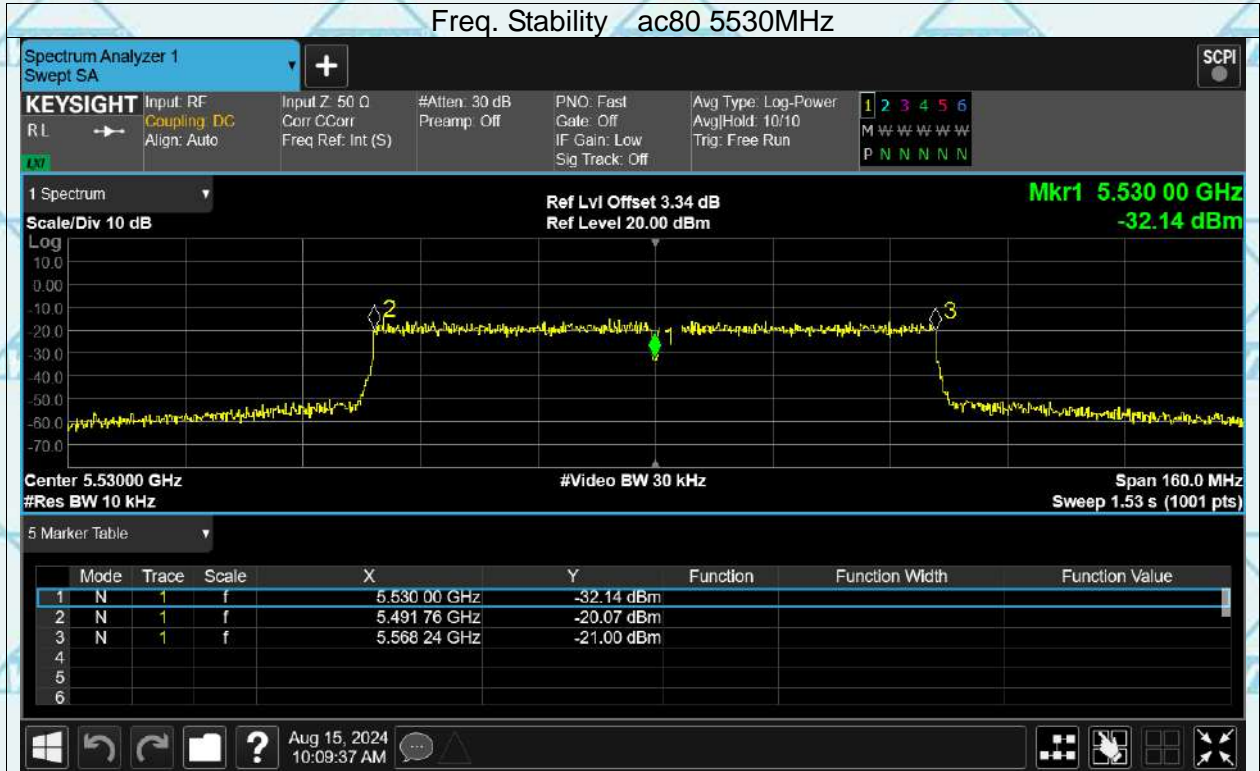 Freq. Stability ac80 5530MHz
Spectrum Analyzer 1
Swept SA
+
SCPI
KEYSIGHT
RL
LXI
Input: RF
Coupling: DC
Align: Auto
Input Z: 50 Ω
Corr CCorr
Freq Ref: Int (S)
#Atten: 30 dB
Preamp: Off
PNO: Fast
Gate: Off
IF Gain: Low
Sig Track: Off
Avg Type: Log-Power
Avg|Hold: 10/10
Trig: Free Run
1 2 3 4 5 6
M W W W W W W
P N N N N N N
1 Spectrum
Scale/Div 10 dB
Ref Lvl Offset 3.34 dB
Ref Level 20.00 dBm
Mkr1 5.530 00 GHz
-32.14 dBm
Log
10.0
0.00
-10.0
-20.0
-30.0
-40.0
-50.0
-60.0
-70.0
2
1
3
Center 5.53000 GHz
#Res BW 10 kHz
#Video BW 30 kHz
Span 160.0 MHz
Sweep 1.53 s (1001 pts)
5 Marker Table
Mode Trace Scale X Y Function Function Width Function Value
1 N 1 f 5.530 00 GHz -32.14 dBm
2 N 1 f 5.491 76 GHz -20.07 dBm
3 N 1 f 5.568 24 GHz -21.00 dBm
4
5
6
?
Aug 15, 2024
10:09:37 AM